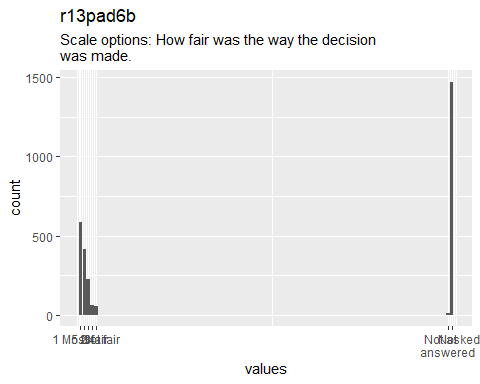 r13pad6b
Scale options: How fair was the way the decision
was made.
1500
1000
500
0
count
answered
values